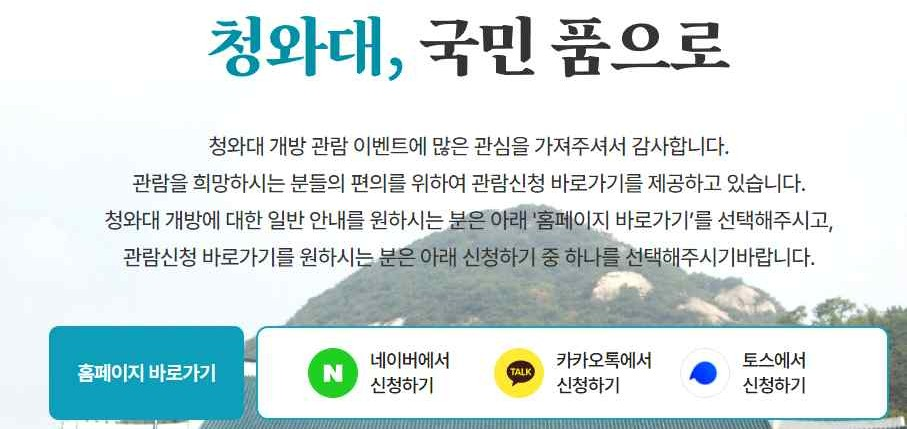 청와대, 국민 품으로
청와대 개방 관람 이벤트에 많은 관심을 가져주셔서 감사합니다.
관람을 희망하시는 분들의 편의를 위하여 관람신청 바로가기를 제공하고 있습니다.
청와대 개방에 대한 일반 안내를 원하시는 분은 아래 '홈페이지 바로가기'를 선택해주시고,
관람신청 바로가기를 원하시는 분은 아래 신청하기 중 하나를 선택해주시기바랍니다.
홈페이지 바로가기
N
네이버에서
신청하기
TALK
카카오톡에서
신청하기
토스에서
신청하기